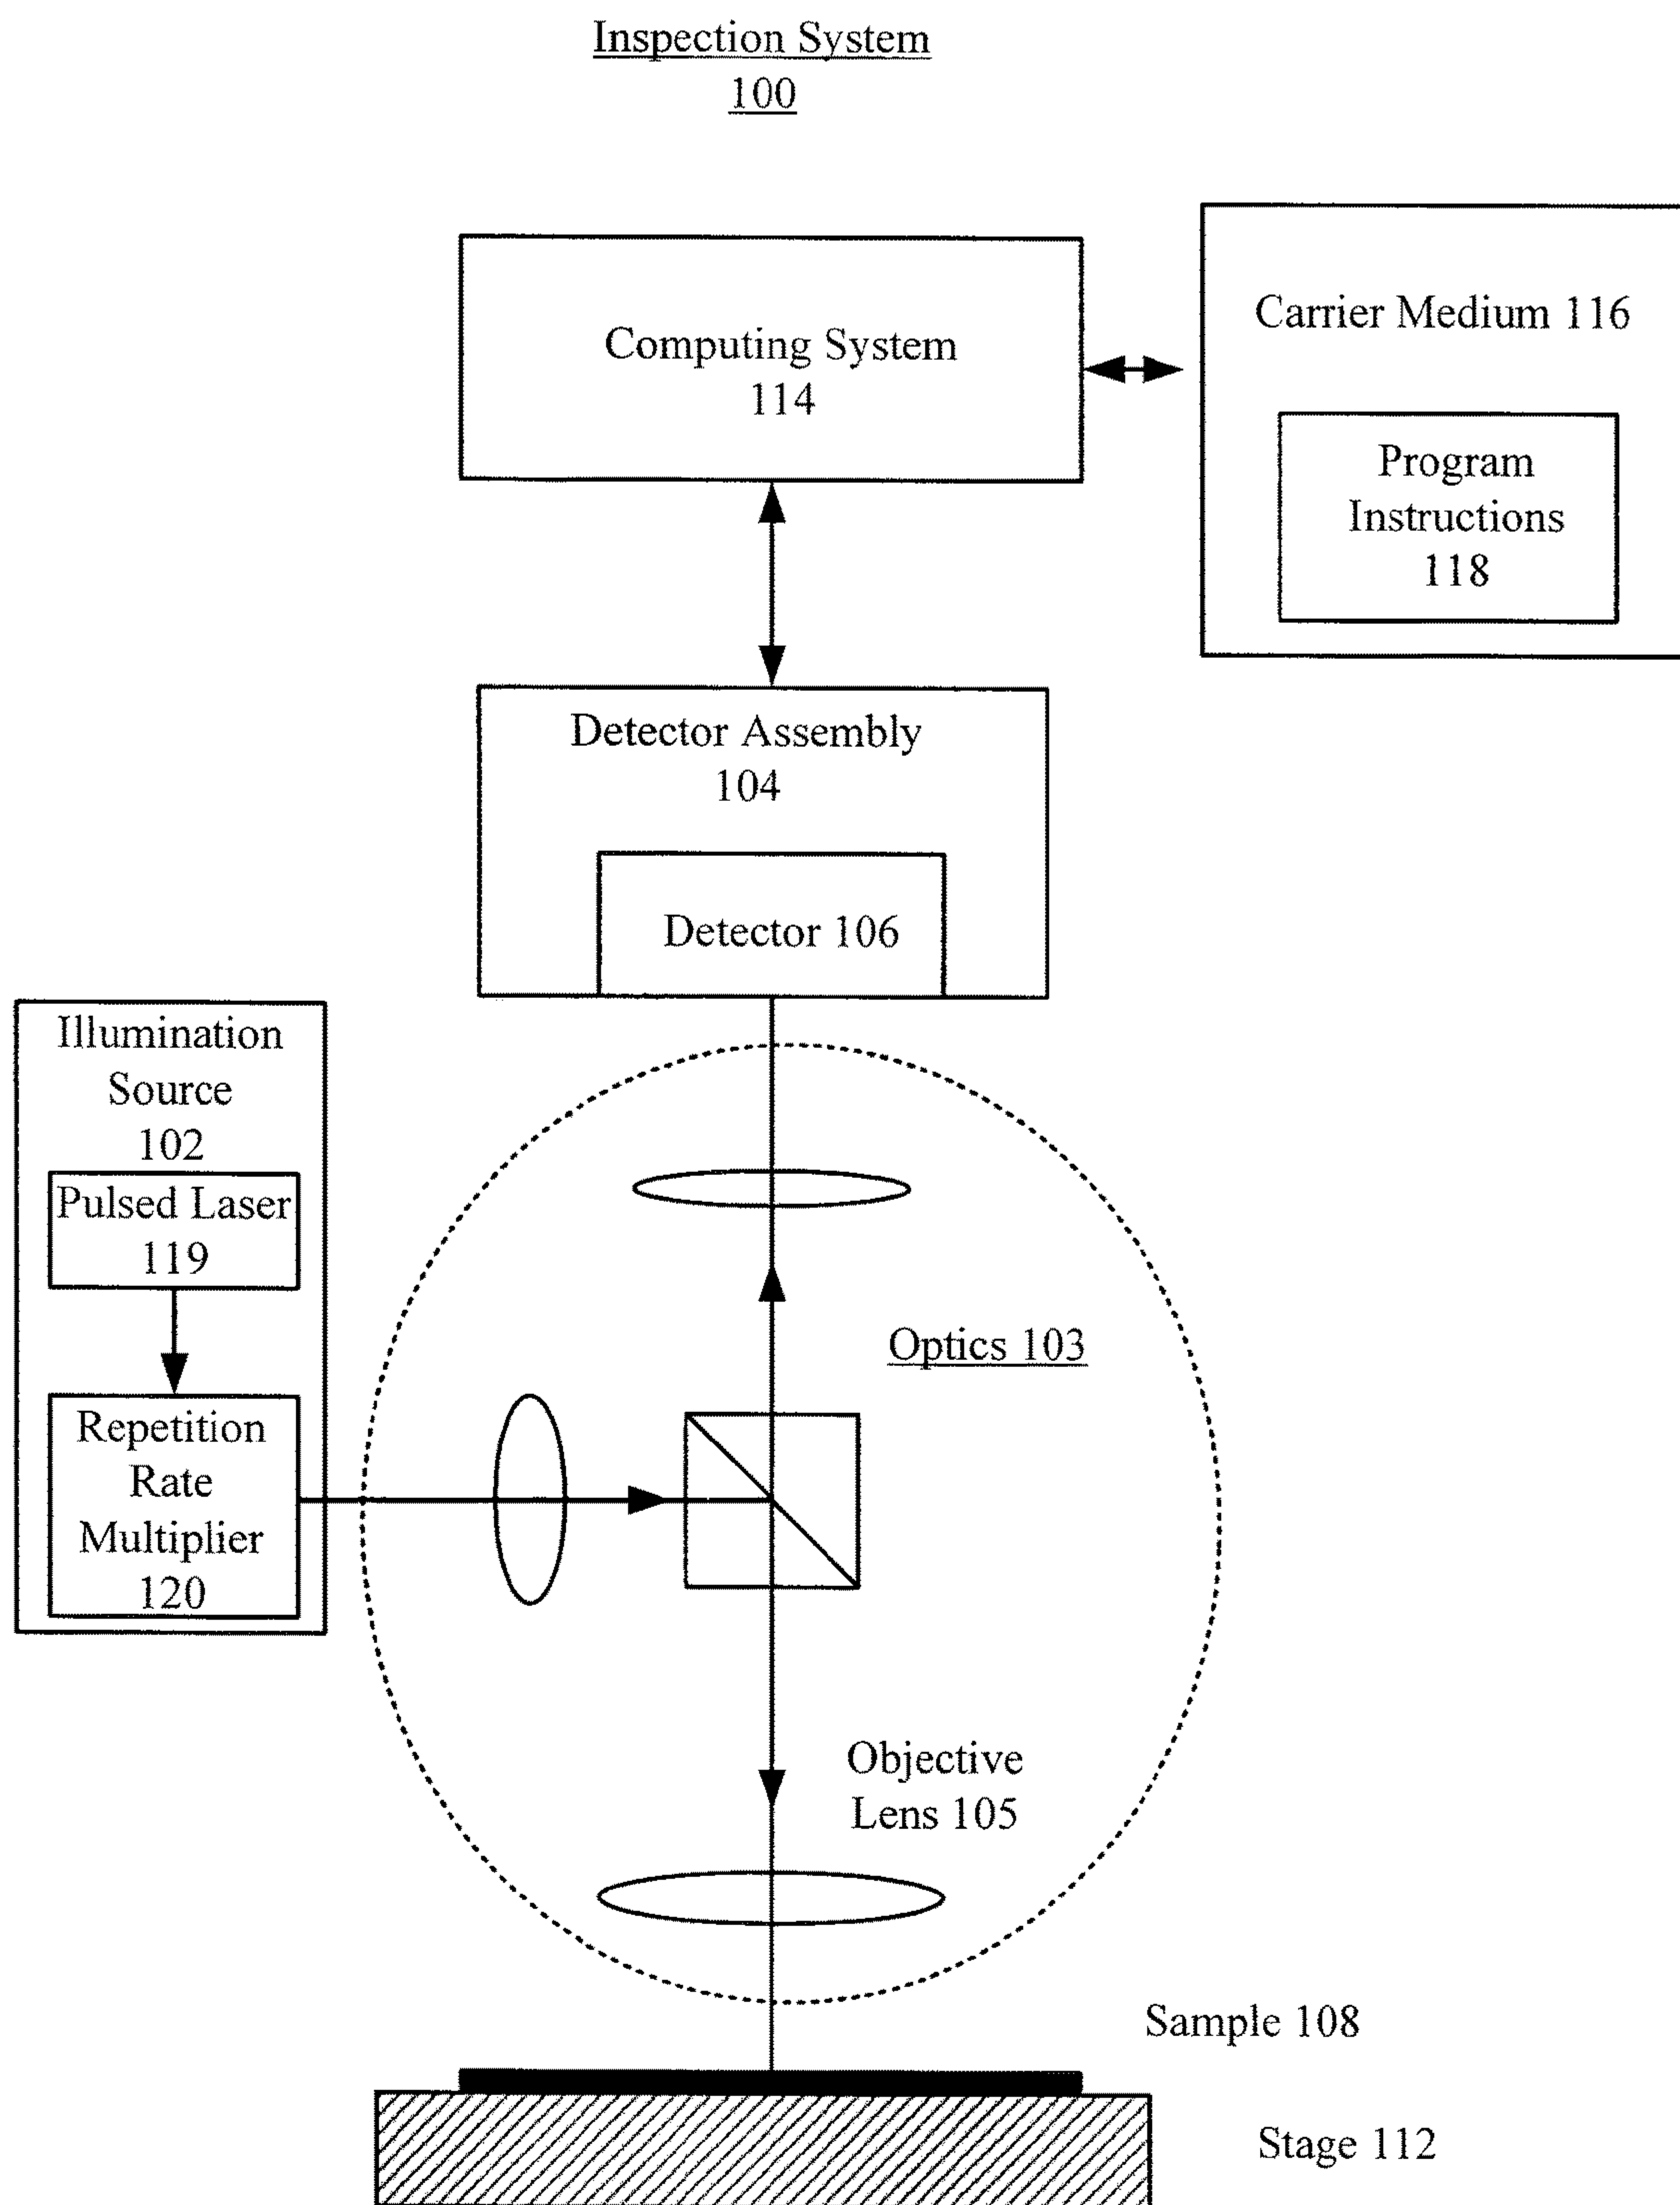 Inspection System
100
Computing System
114
Carrier Medium 116
Program
Instructions
118
Detector Assembly
104
Detector 106
Illumination
Source
102
Pulsed Laser
119
Repetition
Rate
Multiplier
120
Optics 103
Objective
Lens 105
Sample 108
Stage 112